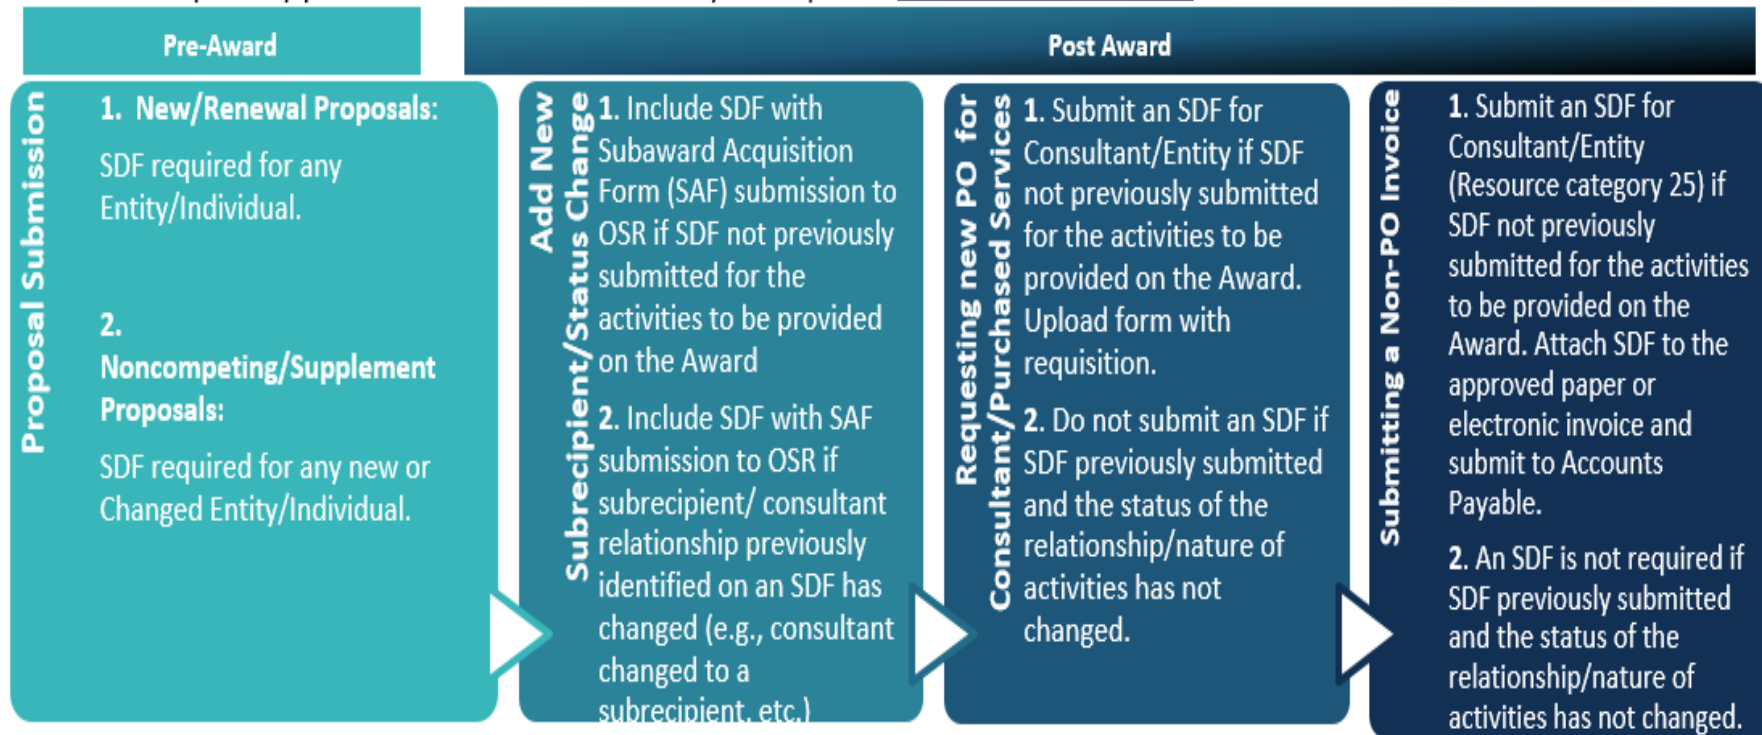 Pre-Award
Post Award
Proposal Submission
1. New/Renewal Proposals:
SDF required for any
Entity/Individual.
2.
Noncompeting/Supplement
Proposals:
SDF required for any new or
Changed Entity/Individual.
Add New
Subrecipient/Status Change
1. Include SDF with
Subaward Acquisition
Form (SAF) submission to
OSR if SDF not previously
submitted for the
activities to be provided
on the Award
2. Include SDF with SAF
submission to OSR if
subrecipient/ consultant
relationship previously
identified on an SDF has
changed (e.g., consultant
changed to a
subrecipient, etc.)
Requesting new PO for
Consultant/Purchased Services
1. Submit an SDF for
Consultant/Entity if SDF
not previously submitted
for the activities to be
provided on the Award.
Upload form with
requisition.
2. Do not submit an SDF if
SDF previously submitted
and the status of the
relationship/nature of
activities has not
changed.
Submitting a Non-PO Invoice
1. Submit an SDF for
Consultant/Entity
(Resource category 25) if
SDF not previously
submitted for the activities
to be provided on the
Award. Attach SDF to the
approved paper or
electronic invoice and
submit to Accounts
Payable.
2. An SDF is not required if
SDF previously submitted
and the status of the
relationship/nature of
activities has not changed.